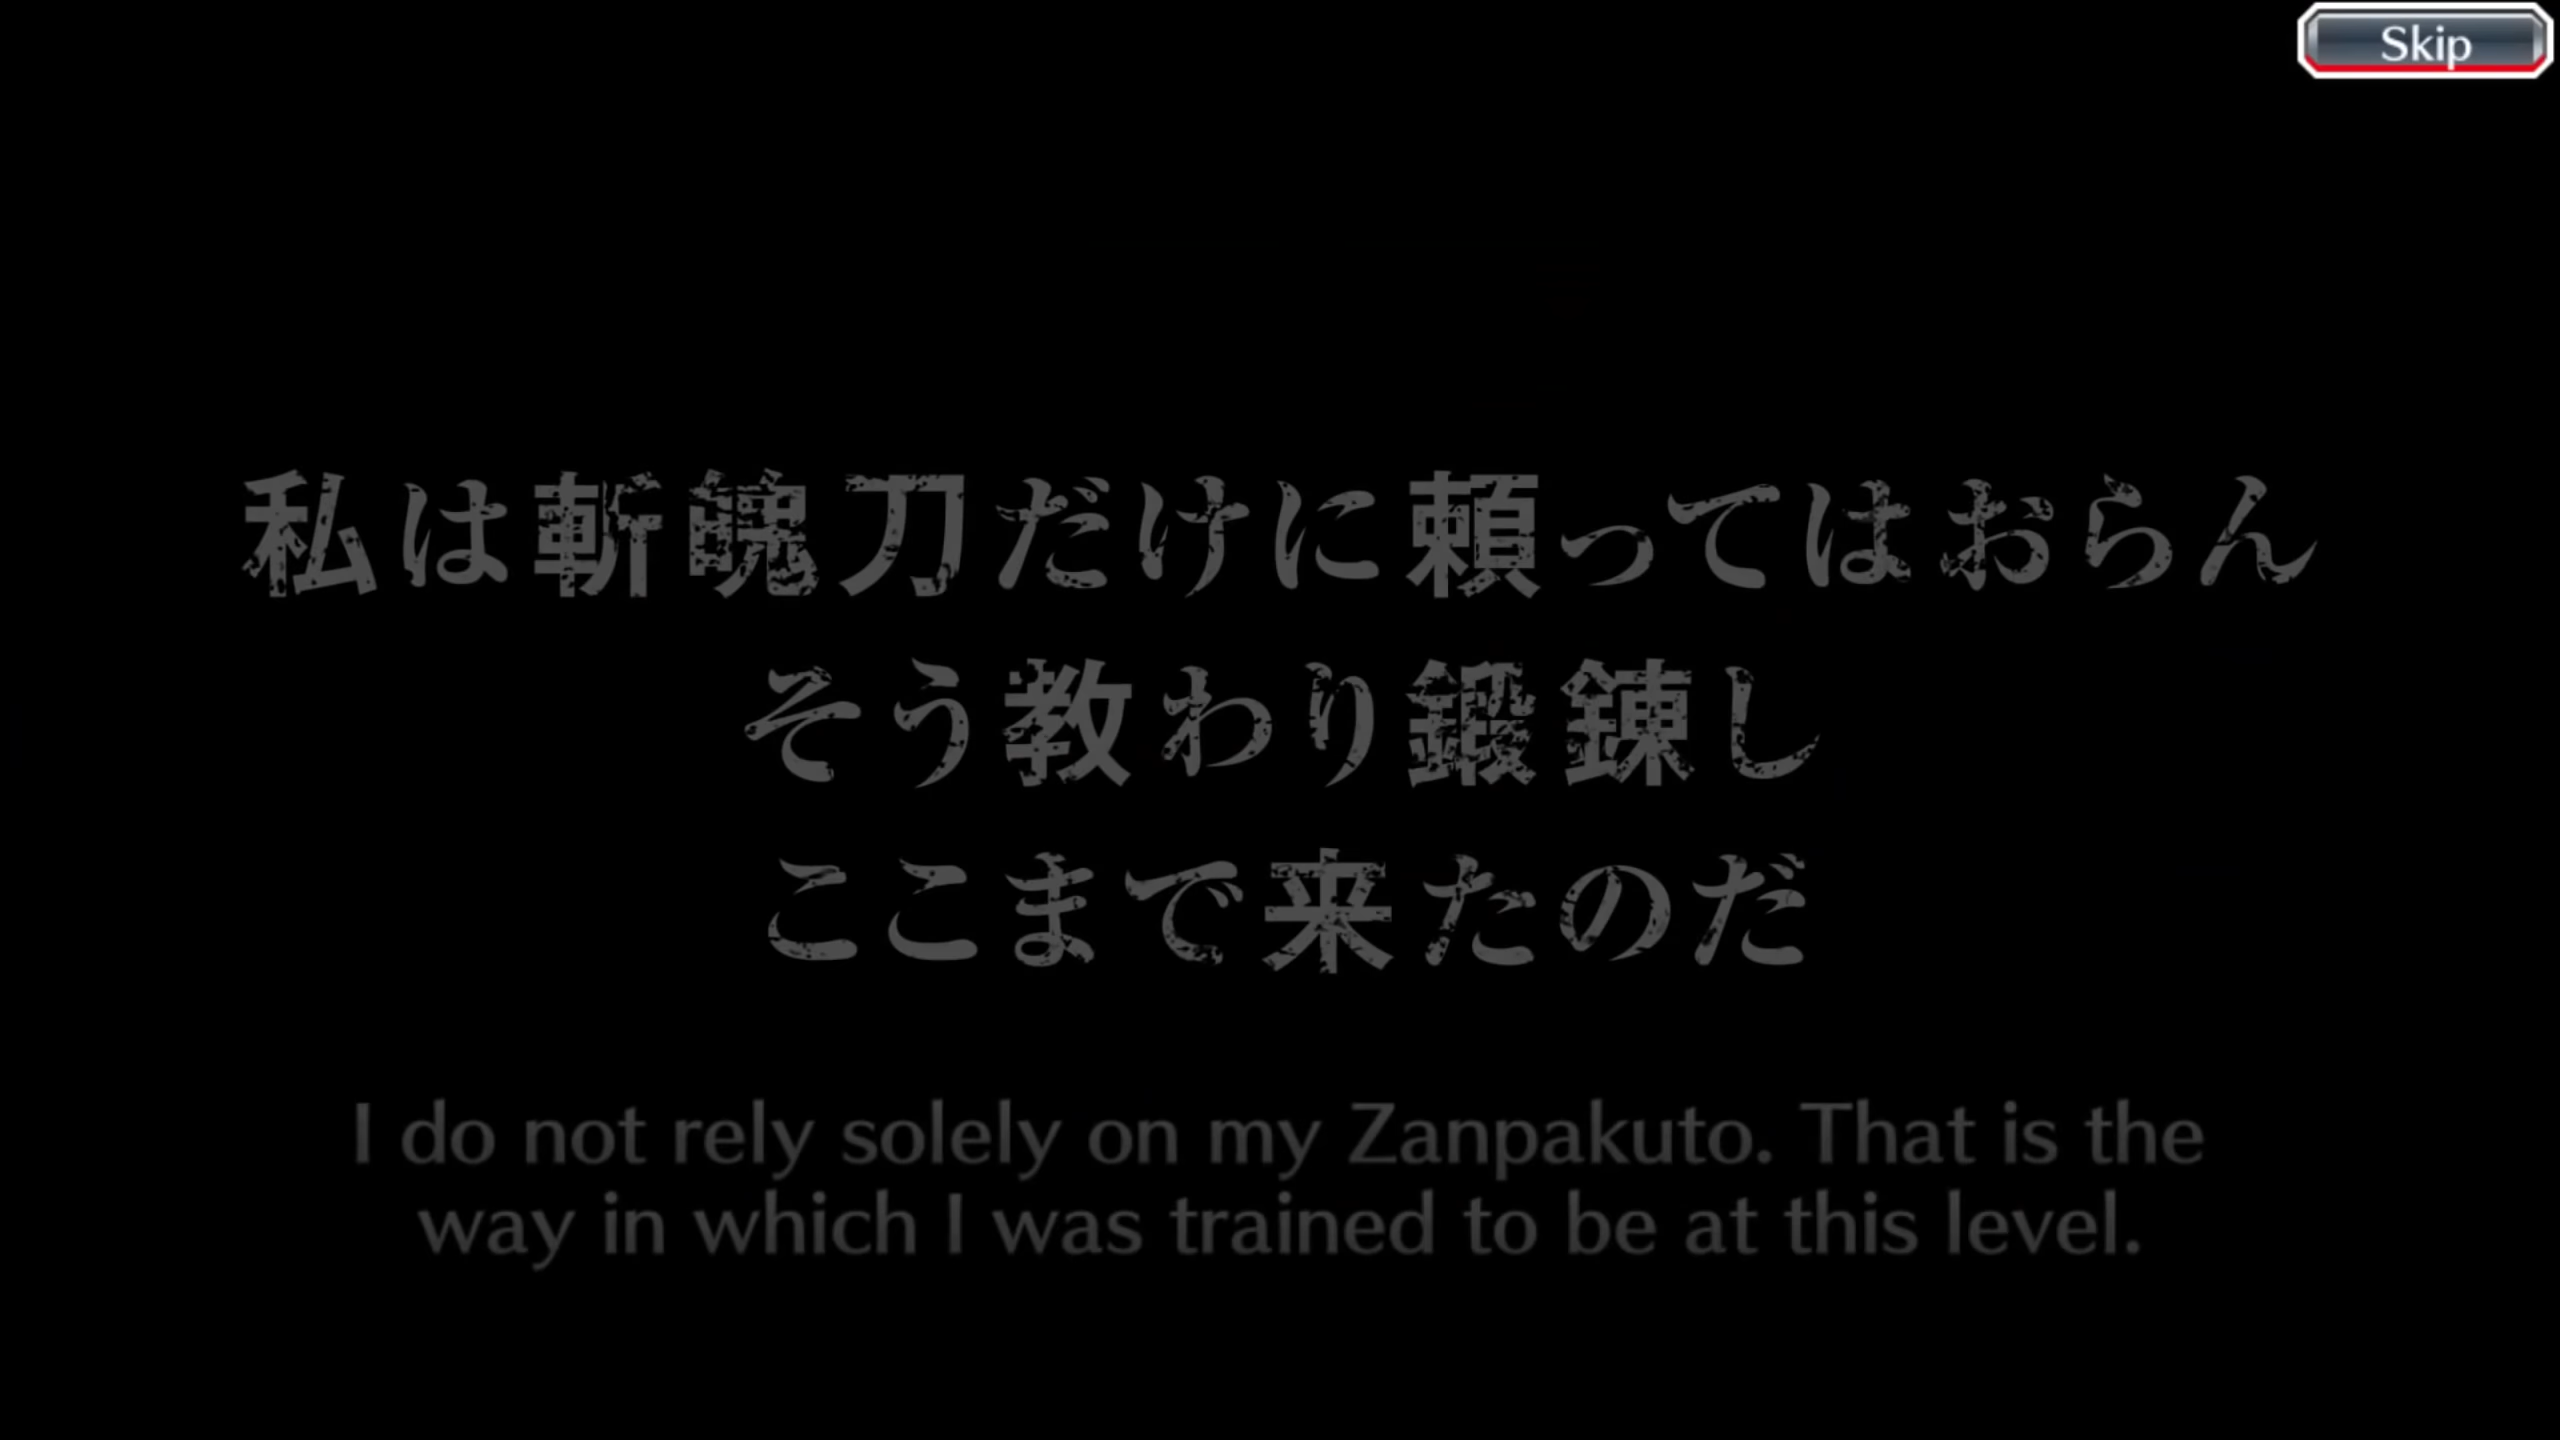 Skip
私は斬魄刀だけに頼ってはおらん
そう教わり鍛錬し
ここまで来たのだ
I do not rely solely on my Zanpakuto. That is the
way in which I was trained to be at this level.